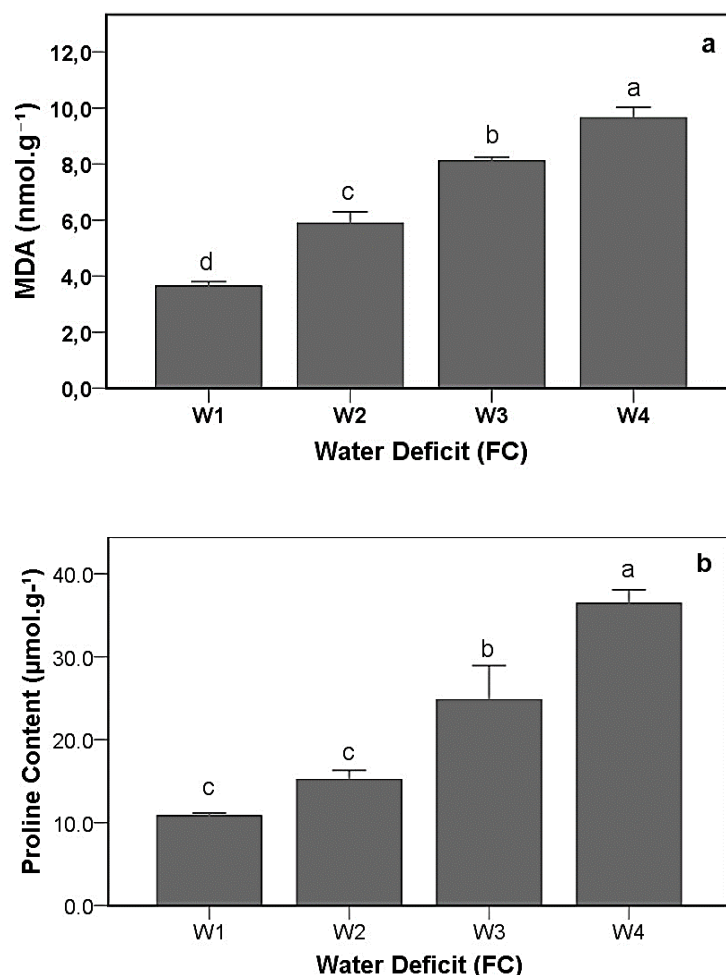 a
12,0
10,0
8,0
6,0
4,0
2,0
0,0
MDA (nmol.g⁻¹)
d
c
b
a
W1 W2 W3 W4
Water Deficit (FC)
b
40.0
30.0
20.0
10.0
0.0
Proline Content (μmol.g-¹)
c
c
b
a
W1 W2 W3 W4
Water Deficit (FC)